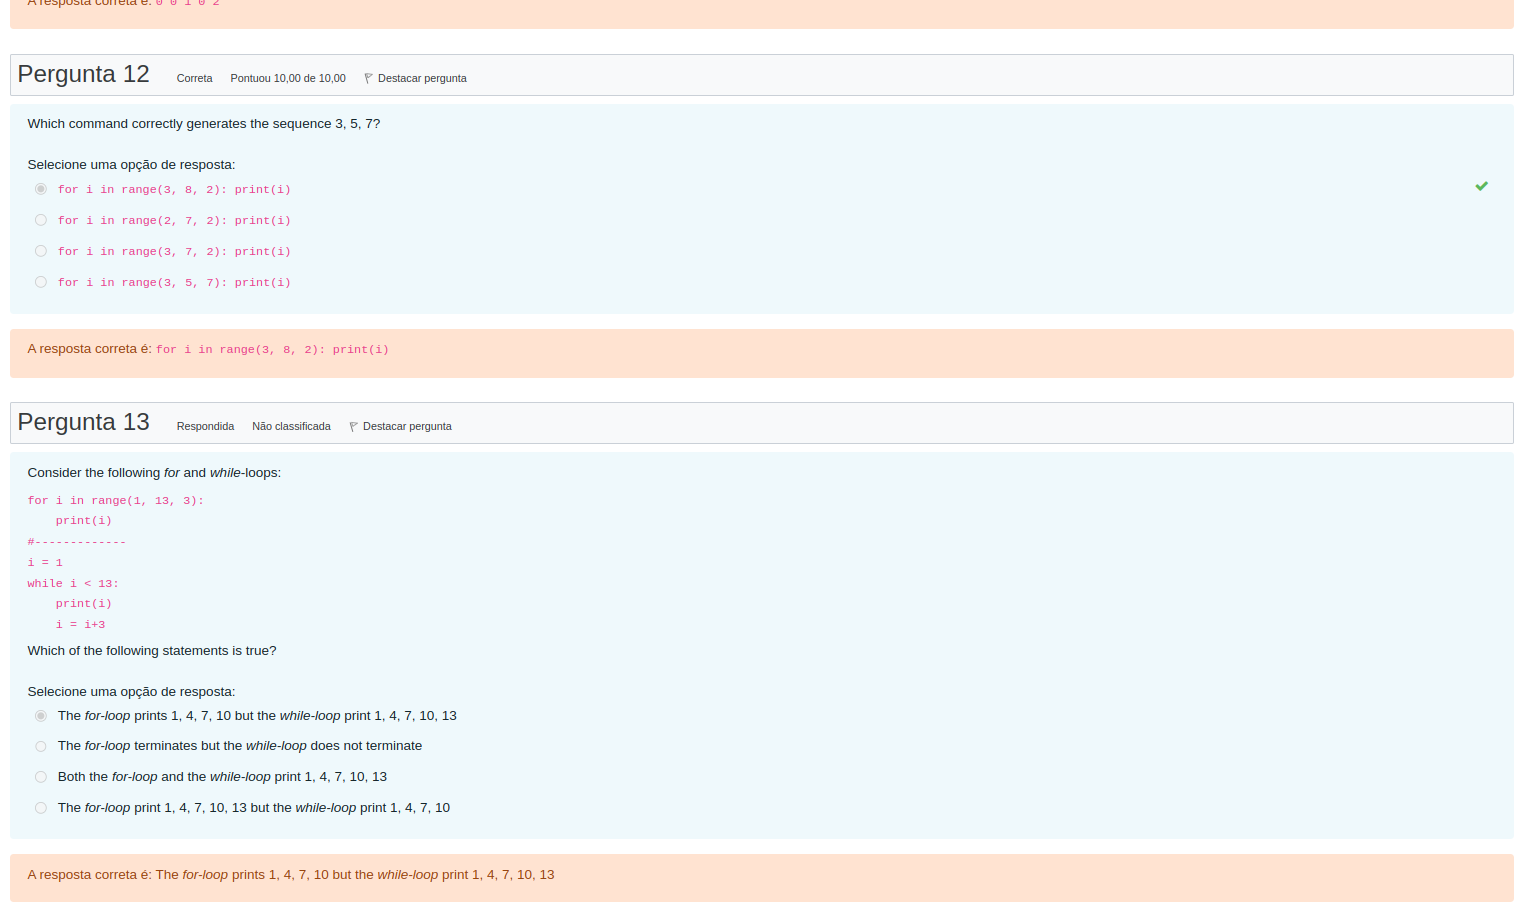 A resposta correta é: 0 0 1 0 2
Pergunta 12 Correta Pontuou 10,00 de 10,00 Destacar pergunta
Which command correctly generates the sequence 3, 5, 7?
Selecione uma opção de resposta:
for i in range(3, 8, 2): print(i)
for i in range(2, 7, 2): print(i)
for i in range(3, 7, 2): print(i)
for i in range(3, 5, 7): print(i)
A resposta correta é: for i in range(3, 8, 2): print(i)
Pergunta 13 Respondida Não classificada Destacar pergunta
Consider the following for and while-loops:
for i in range(1, 13, 3):
    print(i)
#-------------
i = 1
while i < 13:
    print(i)
    i = i+3
Which of the following statements is true?
Selecione uma opção de resposta:
The for-loop prints 1, 4, 7, 10 but the while-loop print 1, 4, 7, 10, 13
The for-loop terminates but the while-loop does not terminate
Both the for-loop and the while-loop print 1, 4, 7, 10, 13
The for-loop print 1, 4, 7, 10, 13 but the while-loop print 1, 4, 7, 10
A resposta correta é: The for-loop prints 1, 4, 7, 10 but the while-loop print 1, 4, 7, 10, 13